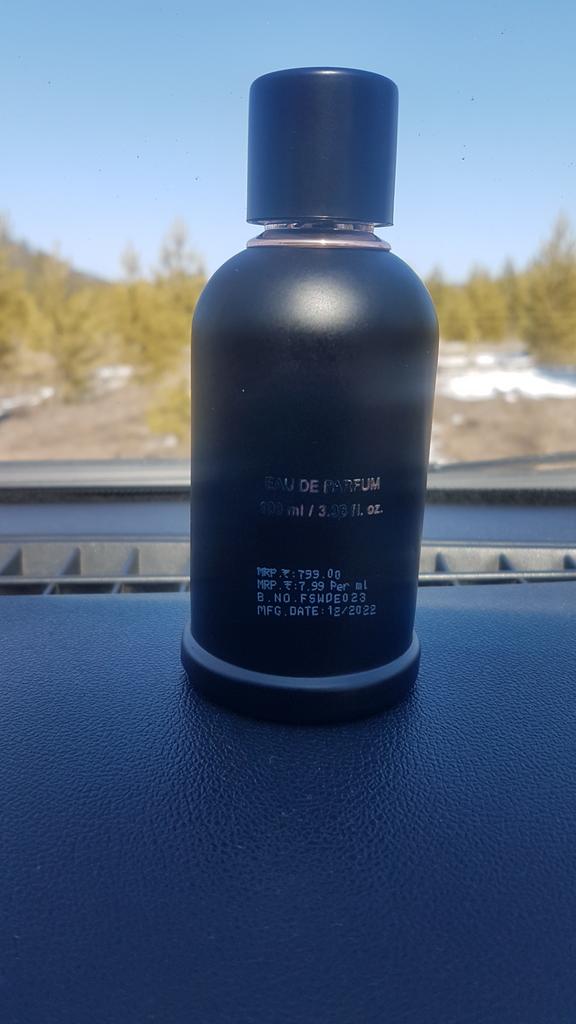 EAU DE PARFUM
100 ml / 3.38 fl. oz.
MRP.₹:799.00
MRP.₹:7.99 Per ml
B.NO.FSWDE023
MFG.DATE:12/2022